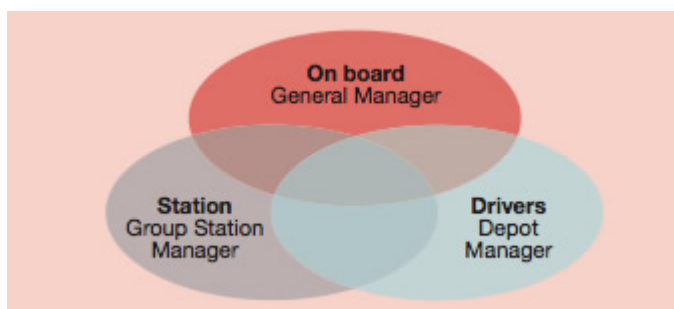 On board
General Manager
Station
Group Station
Manager
Drivers
Depot
Manager